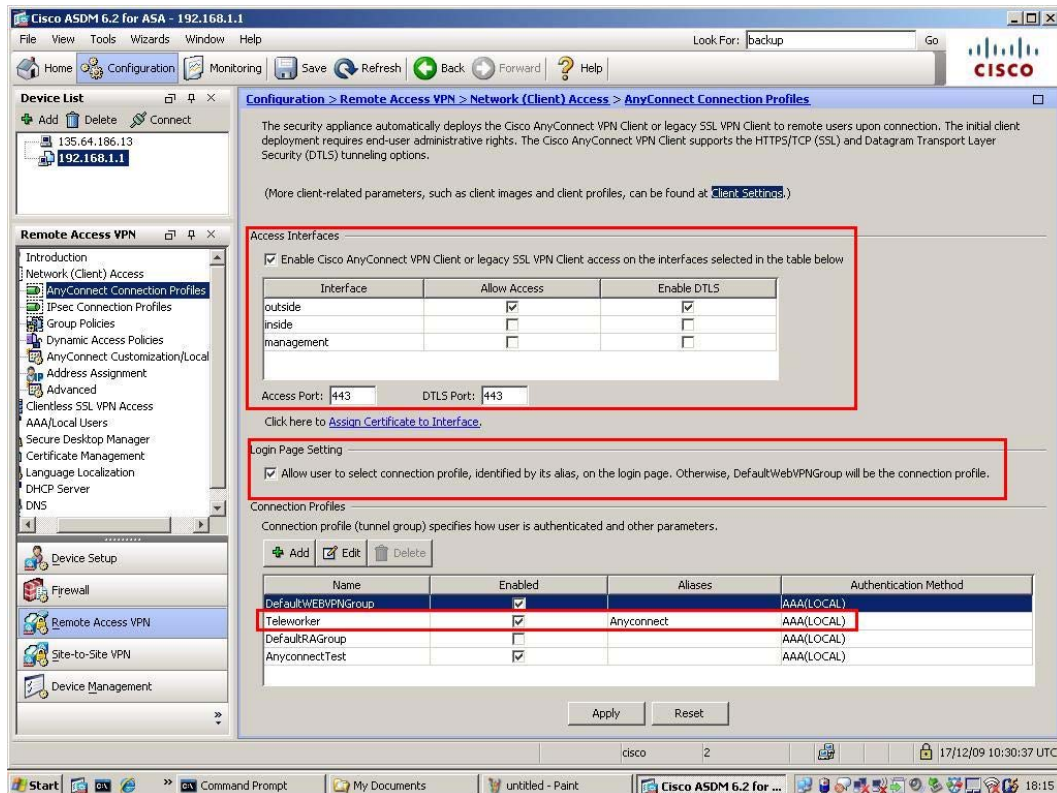 Cisco ASDM 6.2 for ASA - 192.168.1.1
File View Tools Wizards Window Help
Look For: backup Go
Home Configuration Monitoring Save Refresh Back Forward Help
CISCO
Device List
Add Delete Connect
135.64.186.13
192.168.1.1
Remote Access VPN
Introduction
Network (Client) Access
AnyConnect Connection Profiles
IPsec Connection Profiles
Group Policies
Dynamic Access Policies
AnyConnect Customization/Local
Address Assignment
Advanced
Clientless SSL VPN Access
AAA/Local Users
Secure Desktop Manager
Certificate Management
Language Localization
DHCP Server
DNS
Device Setup
Firewall
Remote Access VPN
Site-to-Site VPN
Device Management
Configuration > Remote Access VPN > Network (Client) Access > AnyConnect Connection Profiles
The security appliance automatically deploys the Cisco AnyConnect VPN Client or legacy SSL VPN Client to remote users upon connection. The initial client
deployment requires end-user administrative rights. The Cisco AnyConnect VPN Client supports the HTTPS/TCP (SSL) and Datagram Transport Layer
Security (DTLS) tunneling options.
(More client-related parameters, such as client images and client profiles, can be found at Client Settings.)
Access Interfaces
Enable Cisco AnyConnect VPN Client or legacy SSL VPN Client access on the interfaces selected in the table below
Interface Allow Access Enable DTLS
outside
inside
management
Access Port: 443 DTLS Port: 443
Click here to Assign Certificate to Interface.
Login Page Setting
Allow user to select connection profile, identified by its alias, on the login page. Otherwise, DefaultWebVPNGroup will be the connection profile.
Connection Profiles
Connection profile (tunnel group) specifies how user is authenticated and other parameters.
Add Edit Delete
Name Enabled Aliases Authentication Method
DefaultWEBVPNGroup AAA(LOCAL)
Teleworker Anyconnect AAA(LOCAL)
DefaultRAGroup AAA(LOCAL)
AnyconnectTest AAA(LOCAL)
Apply Reset
cisco 2 17/12/09 10:30:37 UTC
Start Command Prompt My Documents untitled - Paint Cisco ASDM 6.2 for ... 18:15